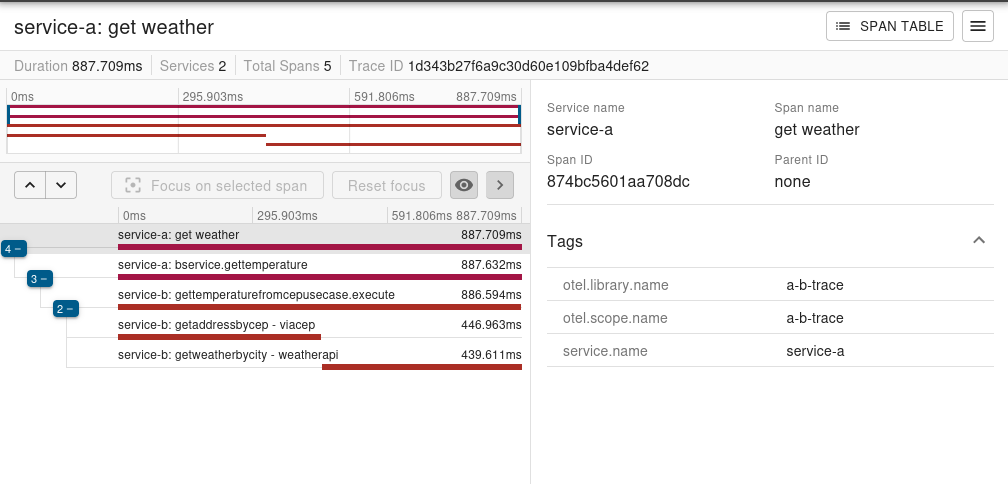 service-a: get weather
SPAN TABLE
Duration 887.709ms Services 2 Total Spans 5 Trace ID 1d343b27f6a9c30d60e109bfba4def62
0ms 295.903ms 591.806ms 887.709ms
Focus on selected span Reset focus
0ms 295.903ms 591.806ms 887.709ms
service-a: get weather 887.709ms
4 −
service-a: bservice.gettemperature 887.632ms
3 −
service-b: gettemperaturefromcepusecase.execute 886.594ms
2 −
service-b: getaddressbycep - viacep 446.963ms
service-b: getweatherbycity - weatherapi 439.611ms
Service name Span name
service-a get weather
Span ID Parent ID
874bc5601aa708dc none
Tags
otel.library.name a-b-trace
otel.scope.name a-b-trace
service.name service-a